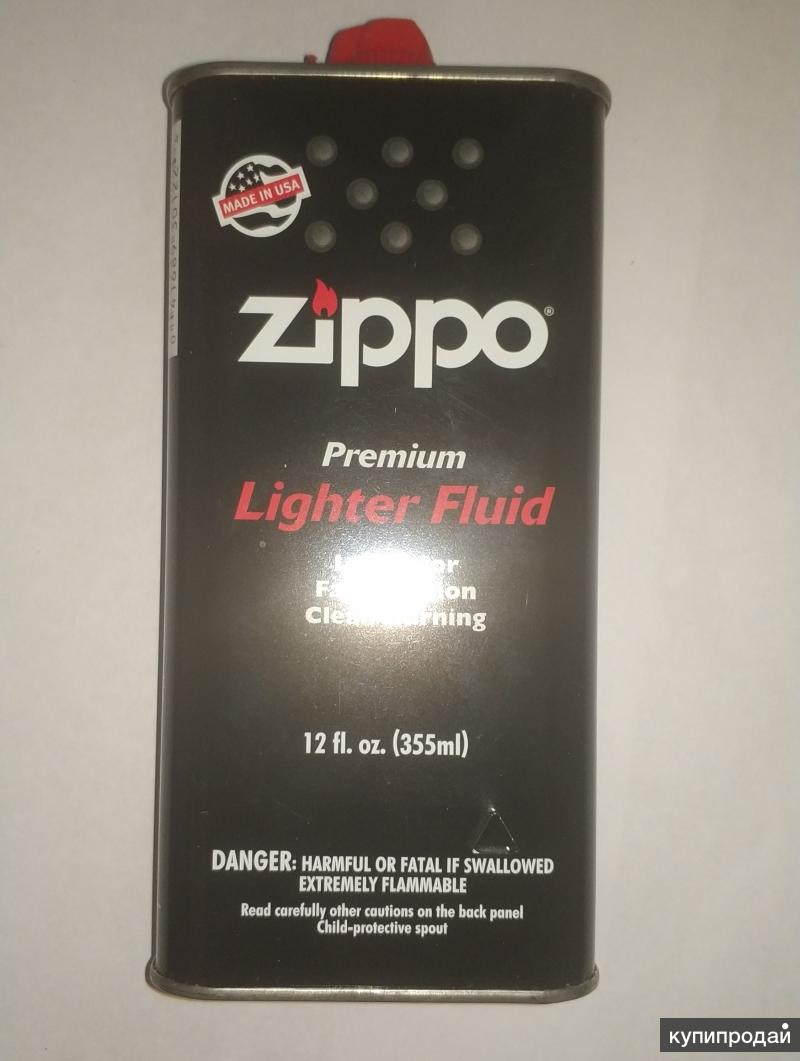 MADE IN USA
zippo®
Premium
Lighter Fluid
12 fl. oz. (355ml)
DANGER: HARMFUL OR FATAL IF SWALLOWED
EXTREMELY FLAMMABLE
Read carefully other cautions on the back panel
Child-protective spout
купипродай